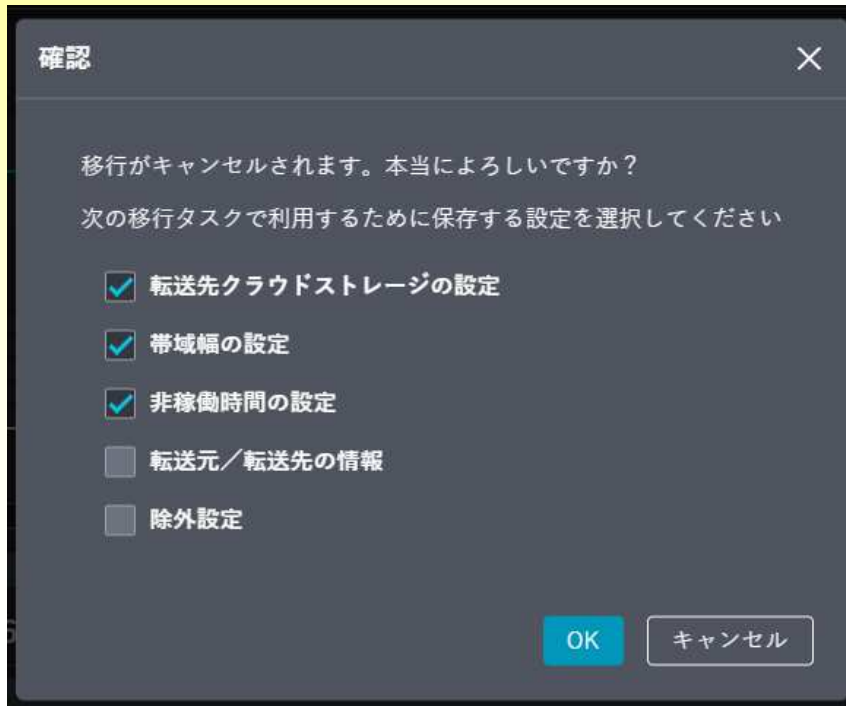 確認
移行がキャンセルされます。本当によろしいですか？
次の移行タスクで利用するために保存する設定を選択してください
転送先クラウドストレージの設定
帯域幅の設定
非稼働時間の設定
転送元／転送先の情報
除外設定
OK キャンセル